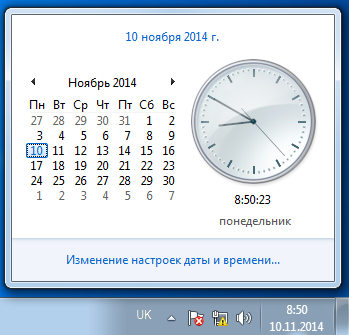 10 ноября 2014 г.
Ноябрь 2014
Пн Вт Ср Чт Пт Сб Вс
27 28 29 30 31 1 2
3 4 5 6 7 8 9
10 11 12 13 14 15 16
17 18 19 20 21 22 23
24 25 26 27 28 29 30
1 2 3 4 5 6 7
8:50:23
понедельник
Изменение настроек даты и времени...
UK
8:50
10.11.2014